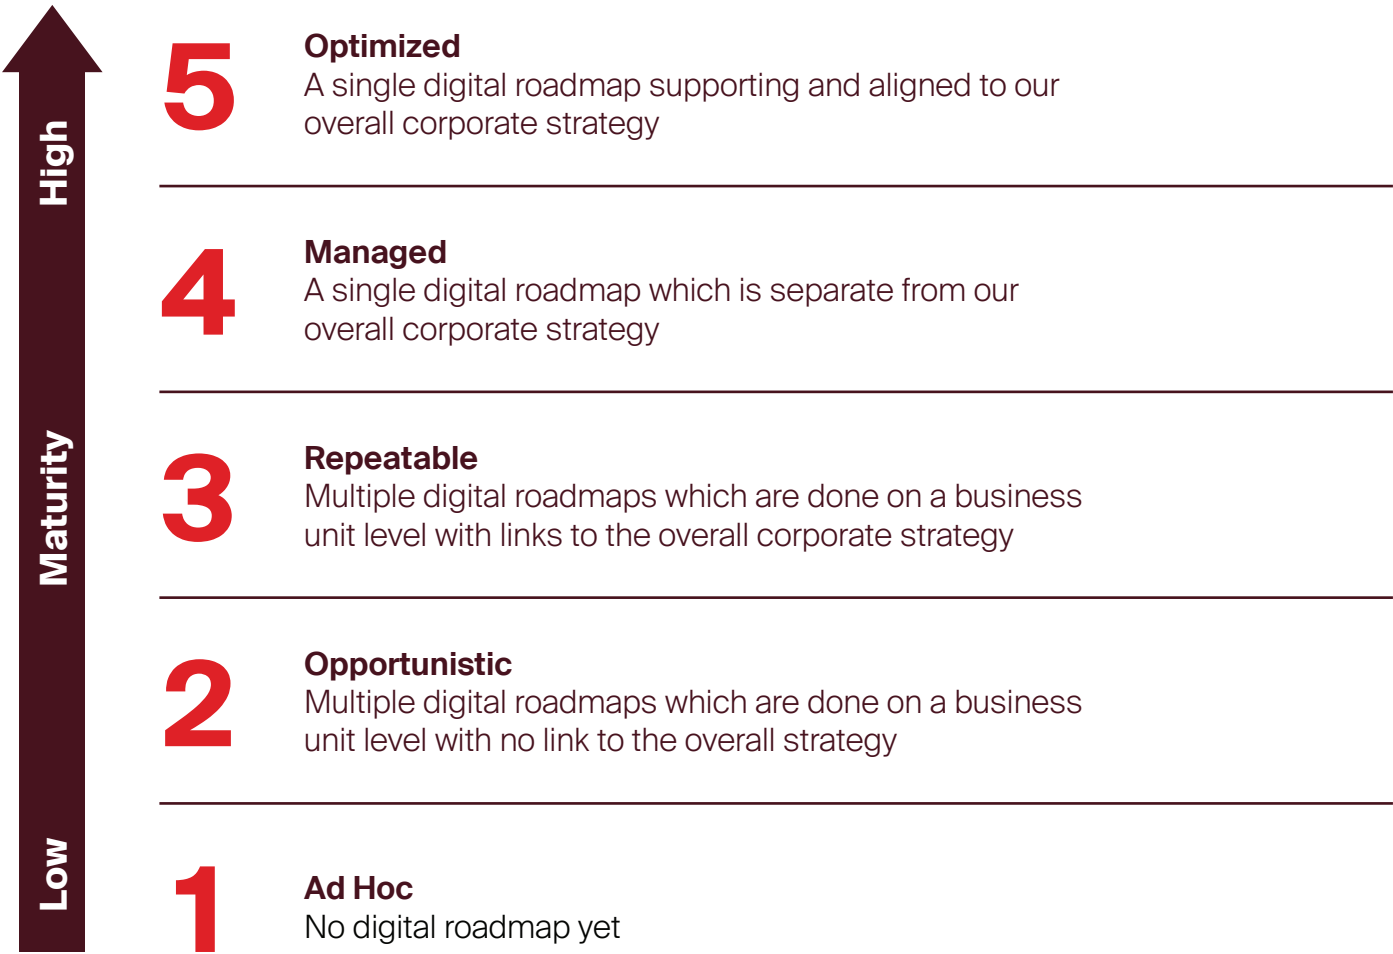 High
Maturity
Low
5
Optimized
A single digital roadmap supporting and aligned to our
overall corporate strategy
4
Managed
A single digital roadmap which is separate from our
overall corporate strategy
3
Repeatable
Multiple digital roadmaps which are done on a business
unit level with links to the overall corporate strategy
2
Opportunistic
Multiple digital roadmaps which are done on a business
unit level with no link to the overall strategy
1
Ad Hoc
No digital roadmap yet